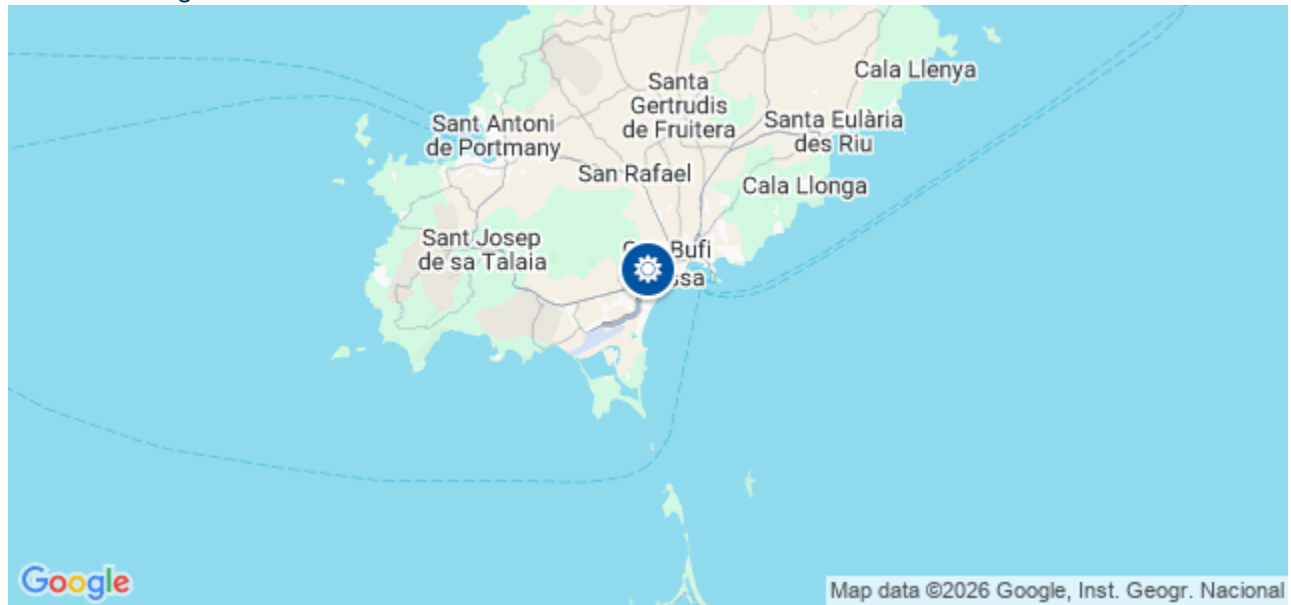 Cala Llenya
Santa
Gertrudis
de Fruitera
Sant Antoni
de Portmany
Santa Eulària
des Riu
San Rafael
Cala Llonga
Sant Josep
de sa Talaia
Bufi
Google
Map data ©2026 Google, Inst. Geogr. Nacional